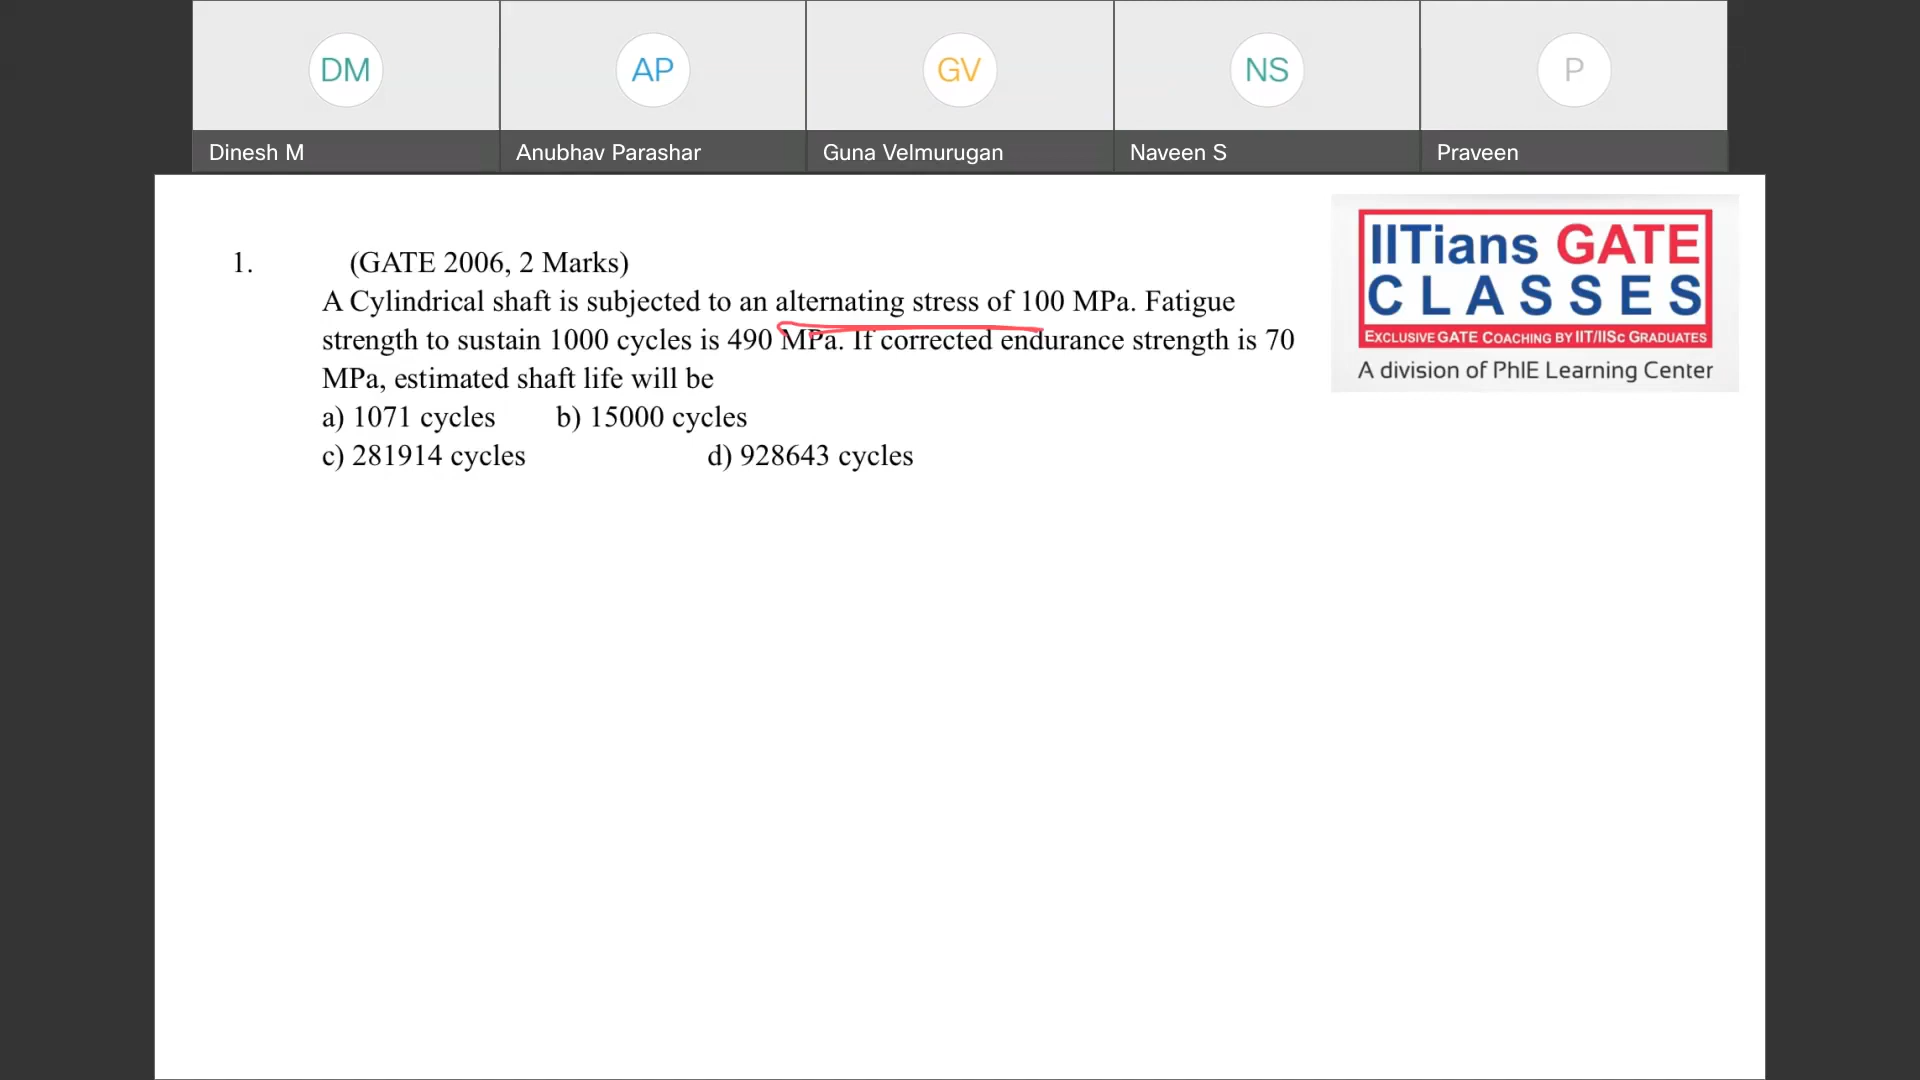 DM
AP
GV
NS
P
Dinesh M
Anubhav Parashar
Guna Velmurugan
Naveen S
Praveen
IITians GATE
CLASSES
EXCLUSIVE GATE COACHING BY IIT/IISc GRADUATES
A division of PhIE Learning Center
1. (GATE 2006, 2 Marks)
A Cylindrical shaft is subjected to an alternating stress of 100 MPa. Fatigue
strength to sustain 1000 cycles is 490 MPa. If corrected endurance strength is 70
MPa, estimated shaft life will be
a) 1071 cycles b) 15000 cycles
c) 281914 cycles d) 928643 cycles